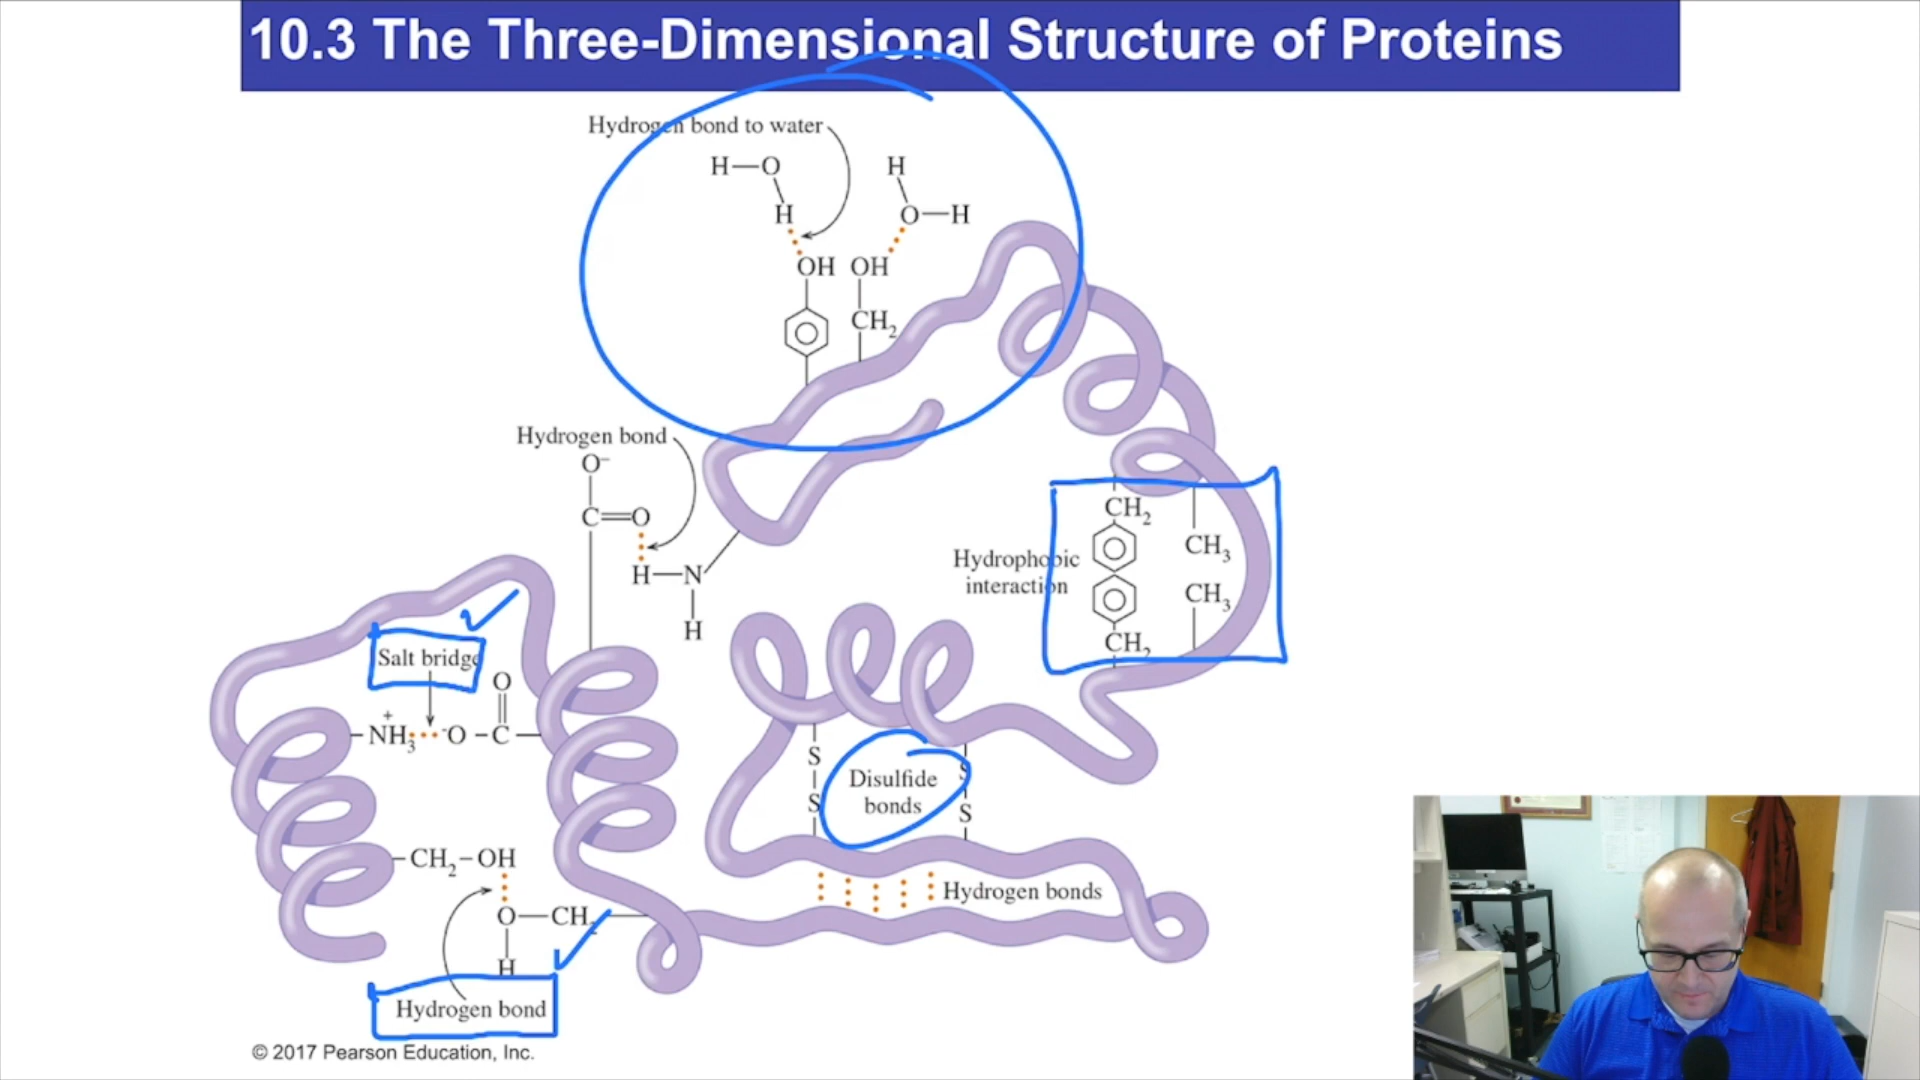 10.3 The Three-Dimensional Structure of Proteins
Hydrogen bond to water
H—O
H
H
O—H
OH
OH
CH₂
Hydrogen bond
O⁻
C=O
H—N
H
Hydrophobic
interaction
CH₂
CH₃
CH₃
CH₂
Salt bridge
O
+
NH₃ ⁻O – C
S
S
Disulfide
bonds
S
S
CH₂–OH
O—CH₂
H
Hydrogen bonds
Hydrogen bond
© 2017 Pearson Education, Inc.